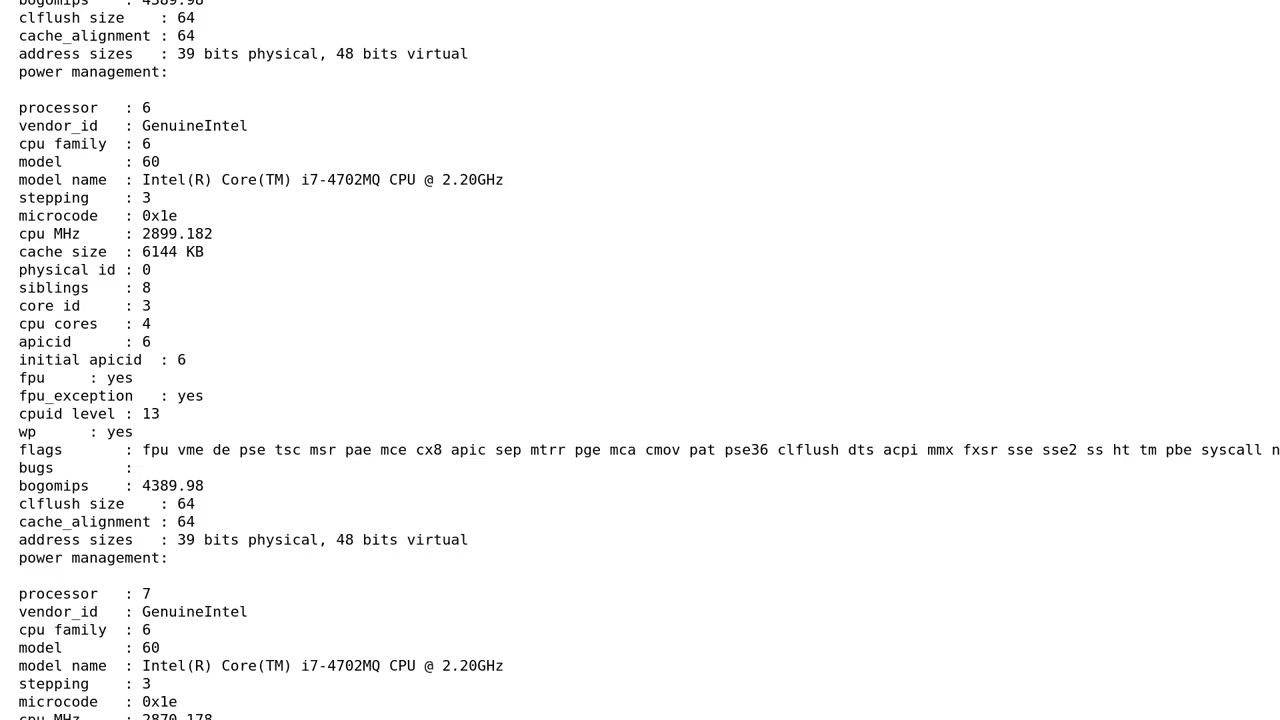 bogomips : 4389.98
clflush size : 64
cache_alignment : 64
address sizes : 39 bits physical, 48 bits virtual
power management:

processor : 6
vendor_id : GenuineIntel
cpu family : 6
model : 60
model name : Intel(R) Core(TM) i7-4702MQ CPU @ 2.20GHz
stepping : 3
microcode : 0x1e
cpu MHz : 2899.182
cache size : 6144 KB
physical id : 0
siblings : 8
core id : 3
cpu cores : 4
apicid : 6
initial apicid : 6
fpu : yes
fpu_exception : yes
cpuid level : 13
wp : yes
flags : fpu vme de pse tsc msr pae mce cx8 apic sep mtrr pge mca cmov pat pse36 clflush dts acpi mmx fxsr sse sse2 ss ht tm pbe syscall n
bugs :
bogomips : 4389.98
clflush size : 64
cache_alignment : 64
address sizes : 39 bits physical, 48 bits virtual
power management:

processor : 7
vendor_id : GenuineIntel
cpu family : 6
model : 60
model name : Intel(R) Core(TM) i7-4702MQ CPU @ 2.20GHz
stepping : 3
microcode : 0x1e
cpu MHz : 2870.178